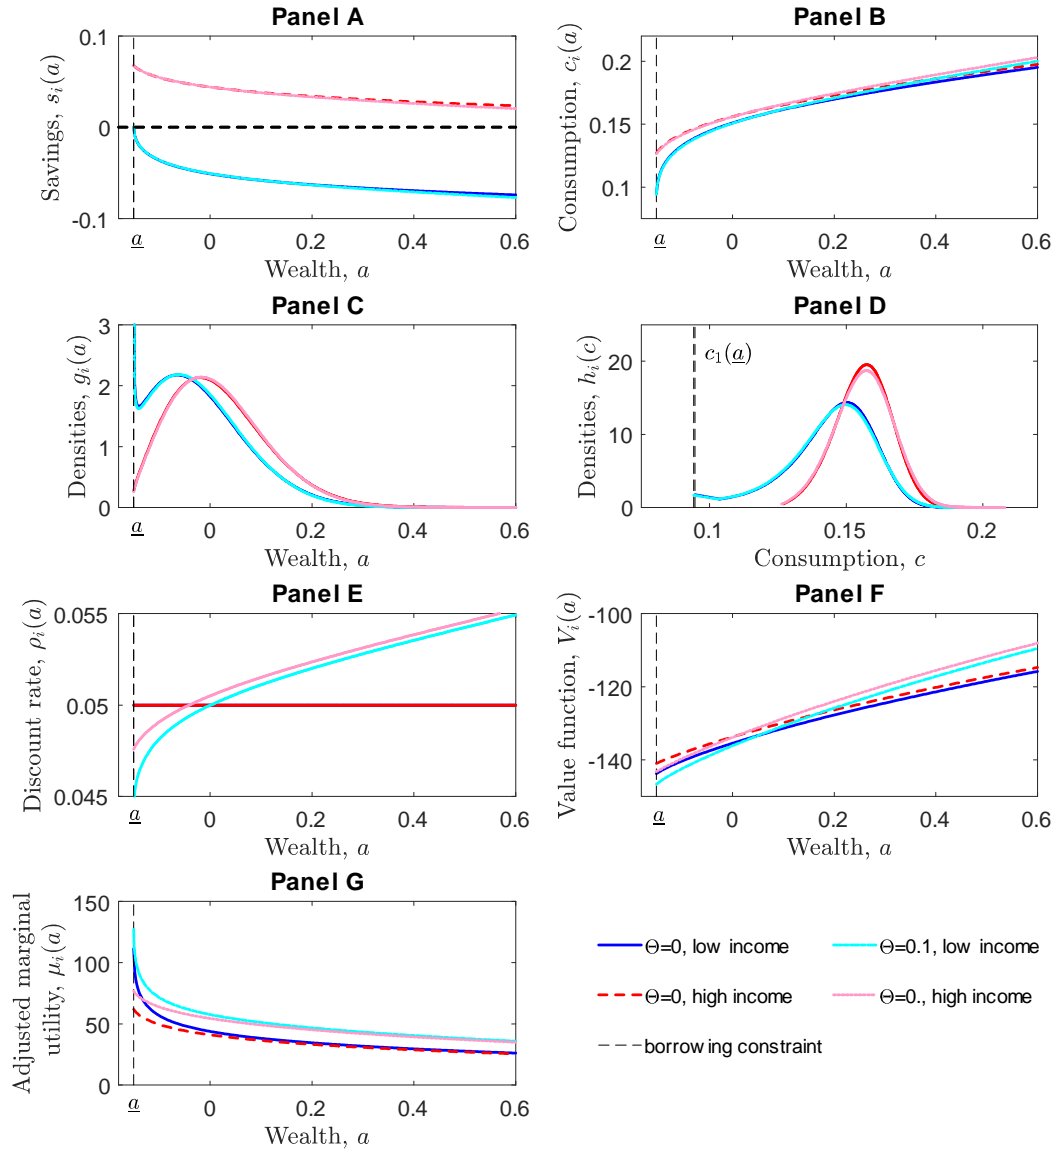 Panel A
Savings, s_i(a)
0.1
0
-0.1
a
0
0.2
0.4
0.6
Wealth, a
Panel B
Consumption, c_i(a)
0.2
0.15
0.1
a
0
0.2
0.4
0.6
Wealth, a
Panel C
Densities, g_i(a)
3
2
1
0
a
0
0.2
0.4
0.6
Wealth, a
Panel D
Densities, h_i(c)
20
10
0
c_1(a)
0.1
0.15
0.2
Consumption, c
Panel E
Discount rate, ρ_i(a)
0.055
0.05
0.045
a
0
0.2
0.4
0.6
Wealth, a
Panel F
Value function, V_i(a)
-100
-120
-140
a
0
0.2
0.4
0.6
Wealth, a
Panel G
Adjusted marginal
utility, μ_i(a)
150
100
50
0
a
0
0.2
0.4
0.6
Wealth, a
Θ=0, low income
Θ=0.1, low income
Θ=0, high income
Θ=0., high income
borrowing constraint